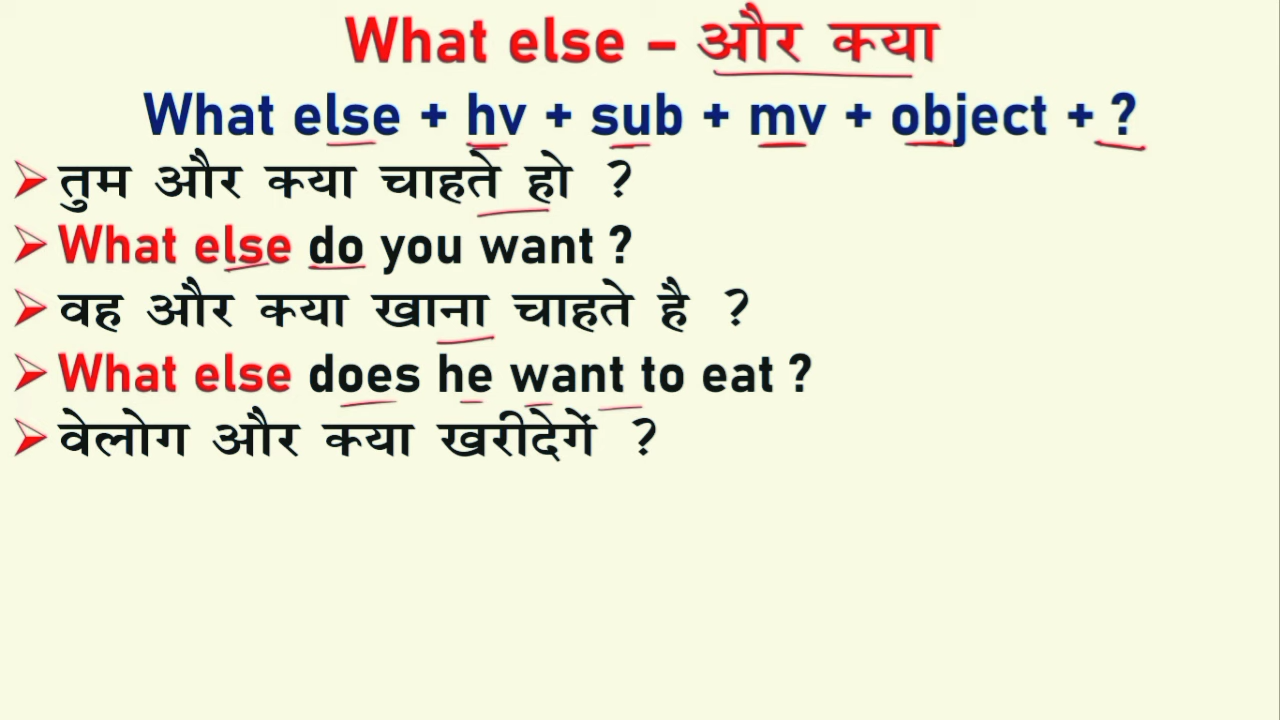 What else – और क्या
What else + hv + sub + mv + object + ?
तुम और क्या चाहते हो ?
What else do you want ?
वह और क्या खाना चाहते है ?
What else does he want to eat ?
वेलोग और क्या खरीदेगें ?